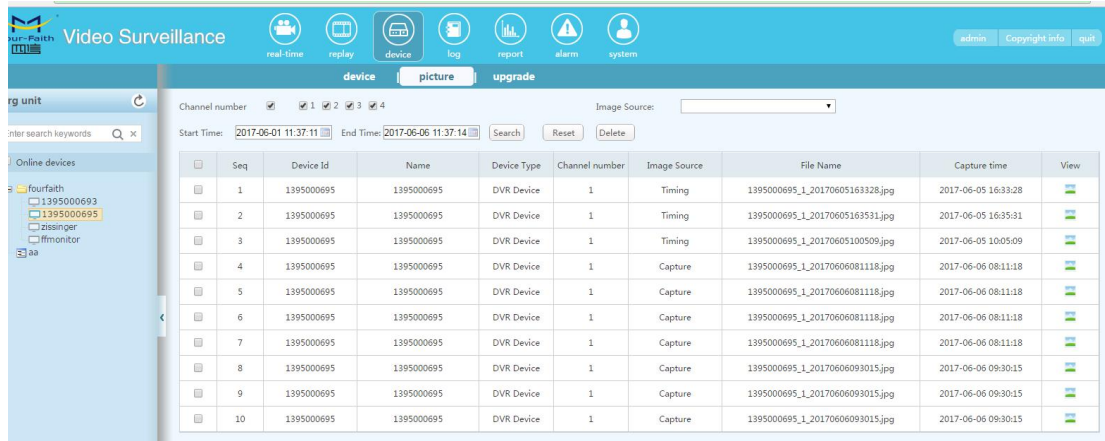 our-Faith
四信
Video Surveillance
real-time replay device log report alarm system
admin Copyright info quit
device picture upgrade
rg unit
Channel number 1 2 3 4 Image Source:
Enter search keywords
Start Time: 2017-06-01 11:37:11 End Time: 2017-06-06 11:37:14 Search Reset Delete
Online devices
fourfaith
1395000693
1395000695
zissinger
ffmonitor
aa
Seq Device Id Name Device Type Channel number Image Source File Name Capture time View
1 1395000695 1395000695 DVR Device 1 Timing 1395000695_1_20170605163328.jpg 2017-06-05 16:33:28
2 1395000695 1395000695 DVR Device 1 Timing 1395000695_1_20170605163531.jpg 2017-06-05 16:35:31
3 1395000695 1395000695 DVR Device 1 Timing 1395000695_1_20170605100509.jpg 2017-06-05 10:05:09
4 1395000695 1395000695 DVR Device 1 Capture 1395000695_1_20170606081118.jpg 2017-06-06 08:11:18
5 1395000695 1395000695 DVR Device 1 Capture 1395000695_1_20170606081118.jpg 2017-06-06 08:11:18
6 1395000695 1395000695 DVR Device 1 Capture 1395000695_1_20170606081118.jpg 2017-06-06 08:11:18
7 1395000695 1395000695 DVR Device 1 Capture 1395000695_1_20170606081118.jpg 2017-06-06 08:11:18
8 1395000695 1395000695 DVR Device 1 Capture 1395000695_1_20170606093015.jpg 2017-06-06 09:30:15
9 1395000695 1395000695 DVR Device 1 Capture 1395000695_1_20170606093015.jpg 2017-06-06 09:30:15
10 1395000695 1395000695 DVR Device 1 Capture 1395000695_1_20170606093015.jpg 2017-06-06 09:30:15